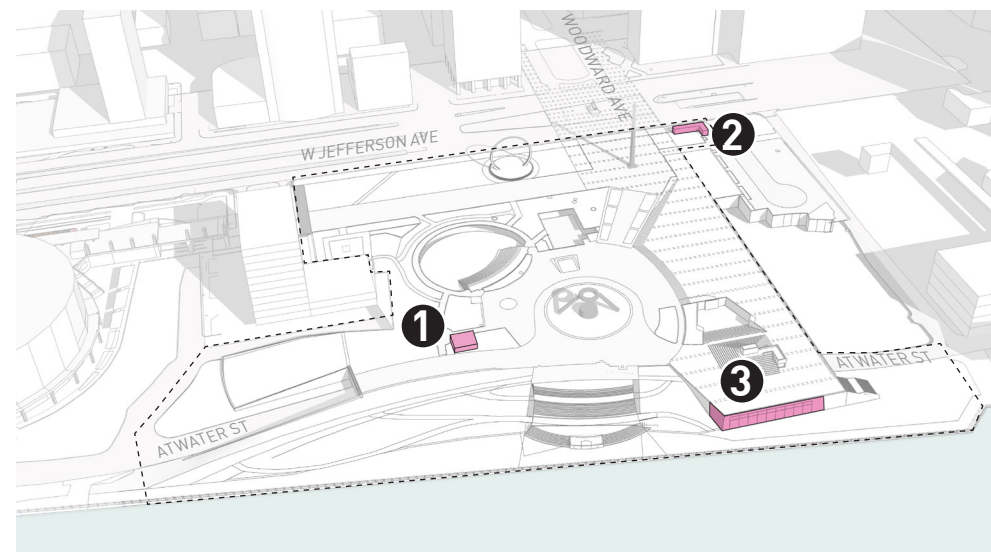 WOODWARD AVE
W JEFFERSON AVE
2
1
ATWATER ST
3
ATWATER ST